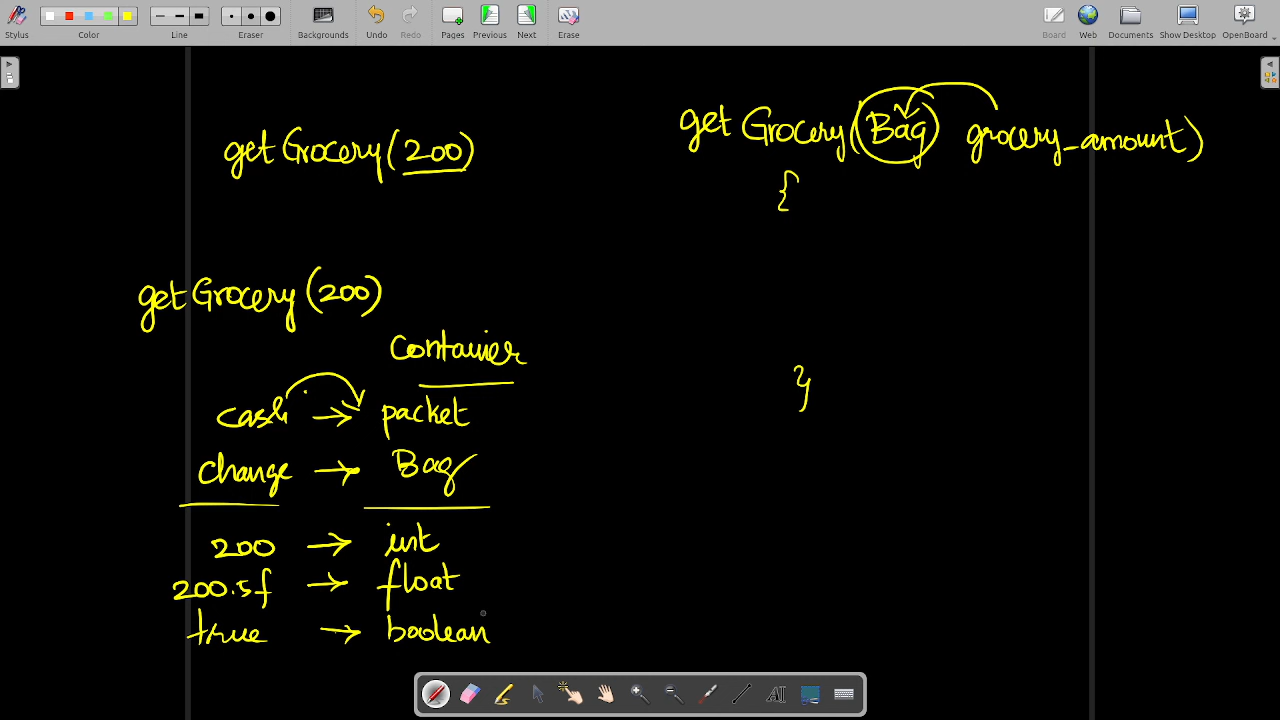 Stylus Color Line Eraser Backgrounds Undo Redo Pages Previous Next Erase Board Web Documents Show Desktop OpenBoard
getGrocery(200)
getGrocery(Bag grocery_amount)
{
}
getGrocery(200)
Container
cash → packet
change → Bag
200 → int
200.5f → float
true → boolean
AI